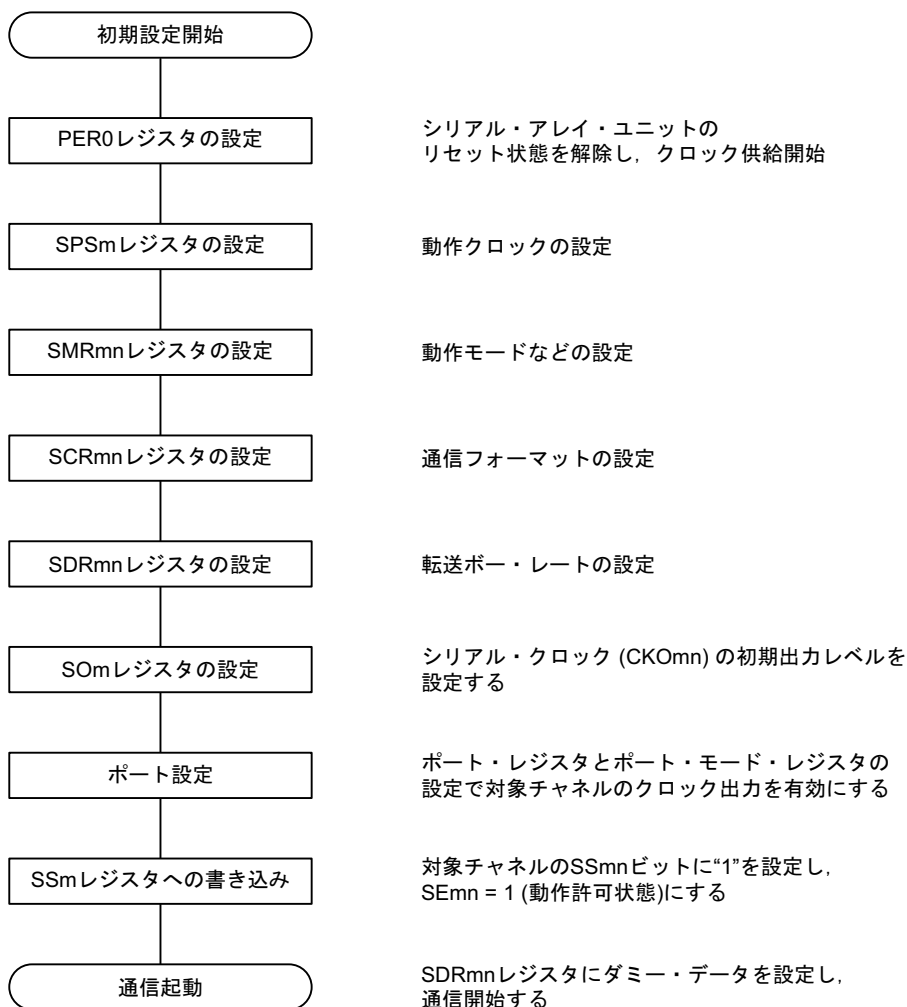 初期設定開始
PER0レジスタの設定
シリアル・アレイ・ユニットの
リセット状態を解除し，クロック供給開始
SPSmレジスタの設定
動作クロックの設定
SMRmnレジスタの設定
動作モードなどの設定
SCRmnレジスタの設定
通信フォーマットの設定
SDRmnレジスタの設定
転送ボー・レートの設定
SOmレジスタの設定
シリアル・クロック (CKOmn) の初期出力レベルを
設定する
ポート設定
ポート・レジスタとポート・モード・レジスタの
設定で対象チャネルのクロック出力を有効にする
SSmレジスタへの書き込み
対象チャネルのSSmnビットに“1”を設定し，
SEmn = 1 (動作許可状態)にする
通信起動
SDRmnレジスタにダミー・データを設定し，
通信開始する